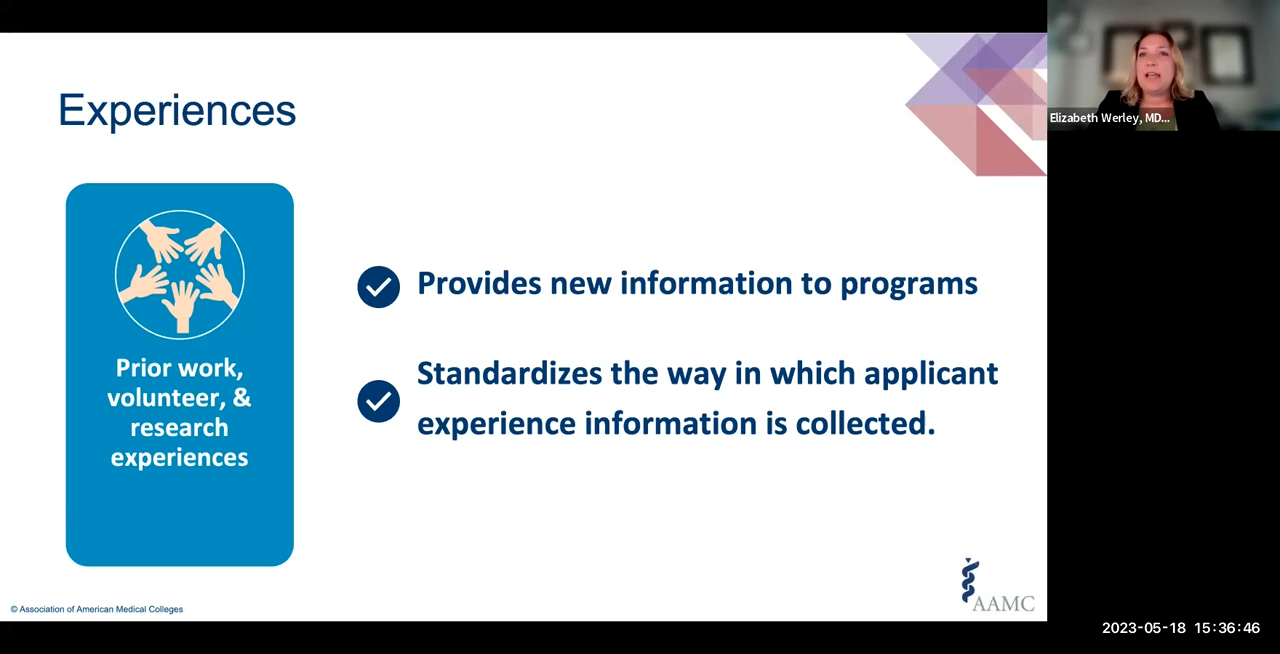 Experiences
Prior work,
volunteer, &
research
experiences
Provides new information to programs
Standardizes the way in which applicant
experience information is collected.
© Association of American Medical Colleges
AAMC
Elizabeth Werley, MD...
2023-05-18 15:36:46